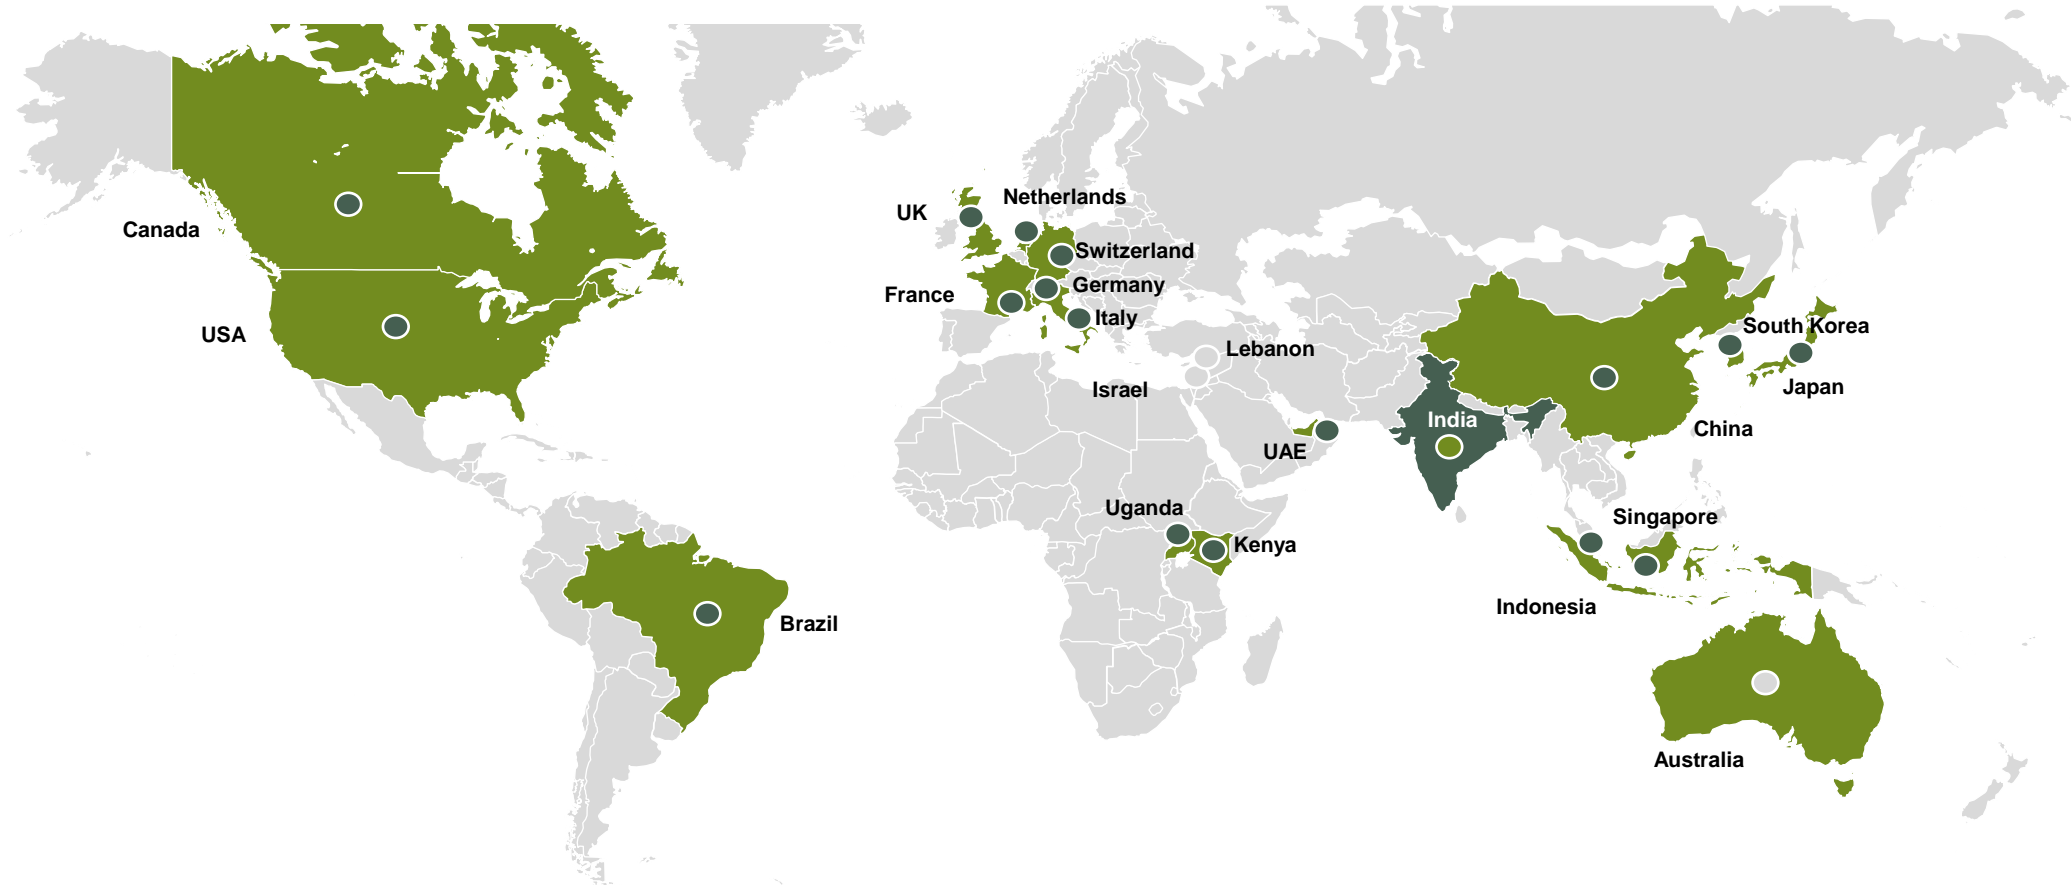 Netherlands
UK
Canada
Switzerland
Germany
France
Italy
South Korea
USA
Lebanon
Japan
Israel
India
China
UAE
Uganda
Singapore
Kenya
Indonesia
Brazil
Australia